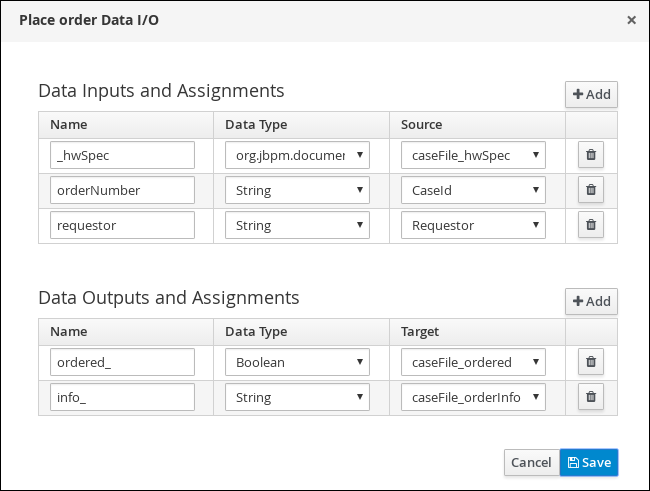 Place order Data I/O ×
Data Inputs and Assignments
+ Add
Name Data Type Source
_hwSpec org.jbpm.documen caseFile_hwSpec
orderNumber String CaseId
requestor String Requestor
Data Outputs and Assignments
+ Add
Name Data Type Target
ordered_ Boolean caseFile_ordered
info_ String caseFile_orderInfo
Cancel Save